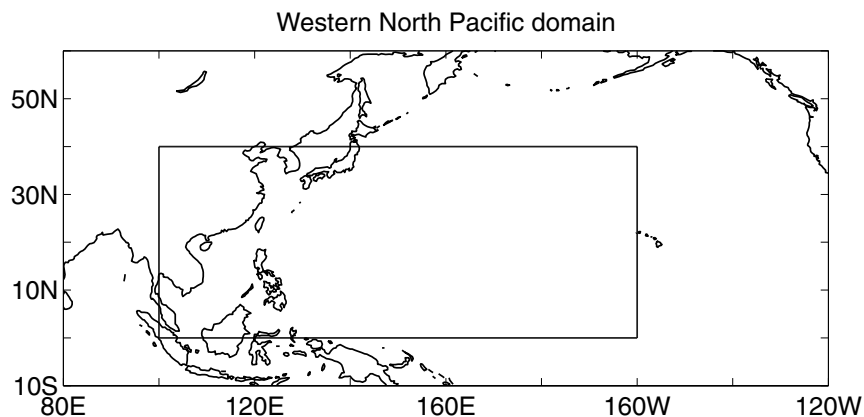 Western North Pacific domain
50N
30N
10N
10S
80E 120E 160E 160W 120W